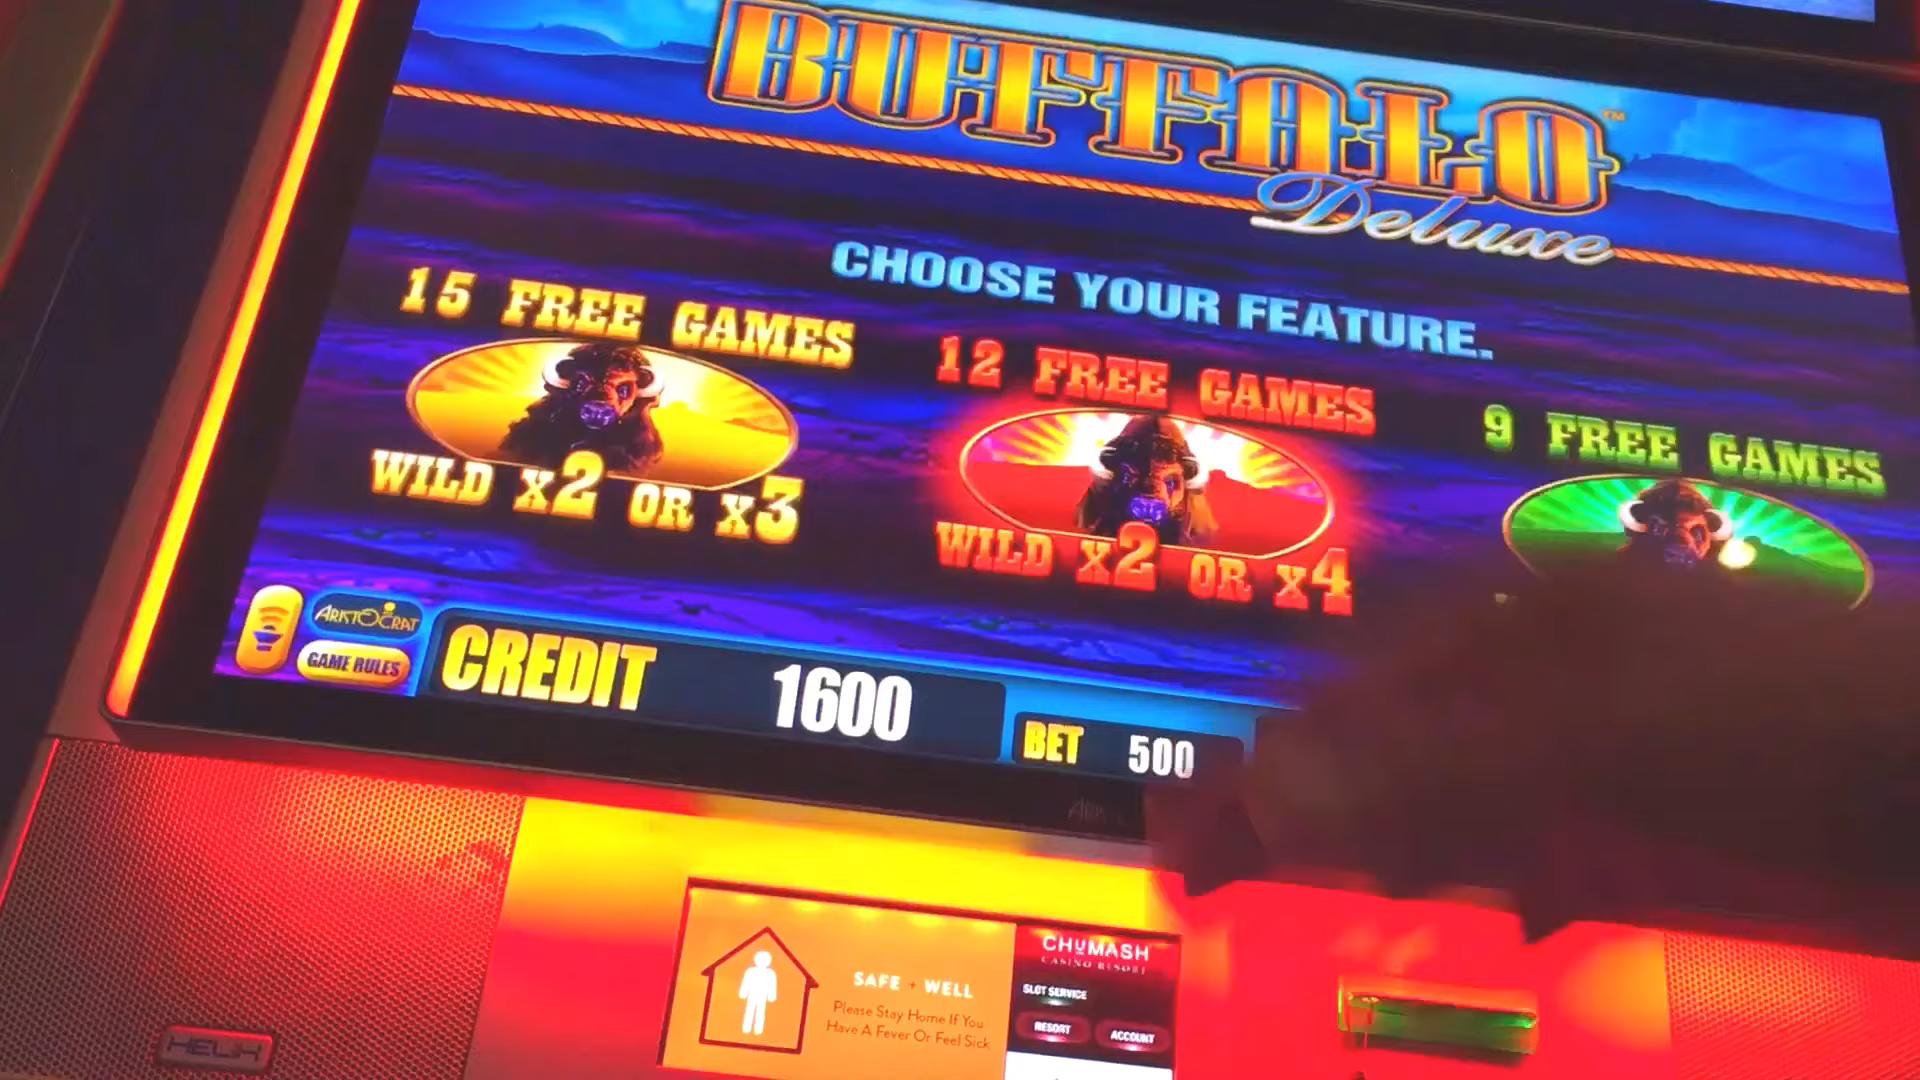 BUFFALO™
Deluxe
CHOOSE YOUR FEATURE.
15 FREE GAMES
WILD x2 OR x3
12 FREE GAMES
WILD x2 OR x4
9 FREE GAMES
ARISTOCRAT
GAME RULES
CREDIT 1600
BET 500
SAFE + WELL
Please Stay Home If You
Have A Fever Or Feel Sick
CHUMASH
CASINO RESORT
SLOT SERVICE
RESORT
ACCOUNT
HELIX